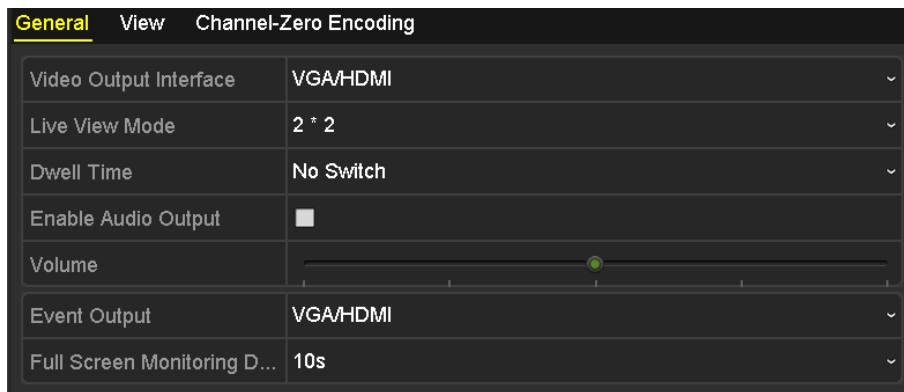 General View Channel-Zero Encoding
Video Output Interface VGA/HDMI
Live View Mode 2 * 2
Dwell Time No Switch
Enable Audio Output
Volume
Event Output VGA/HDMI
Full Screen Monitoring D... 10s